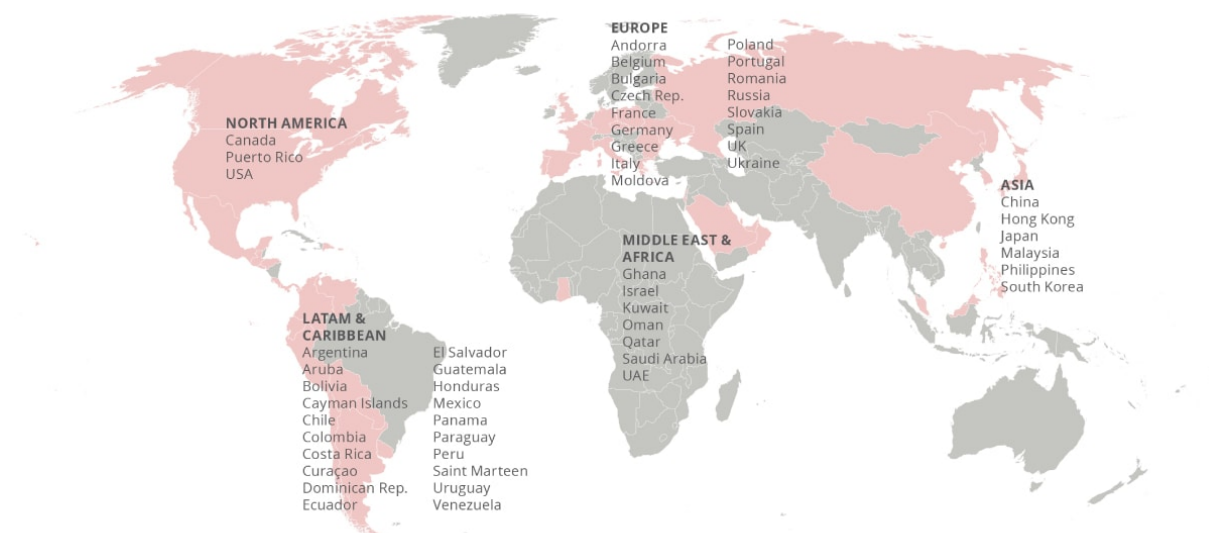 NORTH AMERICA
Canada
Puerto Rico
USA
LATAM &
CARIBBEAN
Argentina
Aruba
Bolivia
Cayman Islands
Chile
Colombia
Costa Rica
Curaçao
Dominican Rep.
Ecuador
El Salvador
Guatemala
Honduras
Mexico
Panama
Paraguay
Peru
Saint Marteen
Uruguay
Venezuela
EUROPE
Andorra
Belgium
Bulgaria
Czech Rep.
France
Germany
Greece
Italy
Moldova
Poland
Portugal
Romania
Russia
Slovakia
Spain
UK
Ukraine
MIDDLE EAST &
AFRICA
Ghana
Israel
Kuwait
Oman
Qatar
Saudi Arabia
UAE
ASIA
China
Hong Kong
Japan
Malaysia
Philippines
South Korea